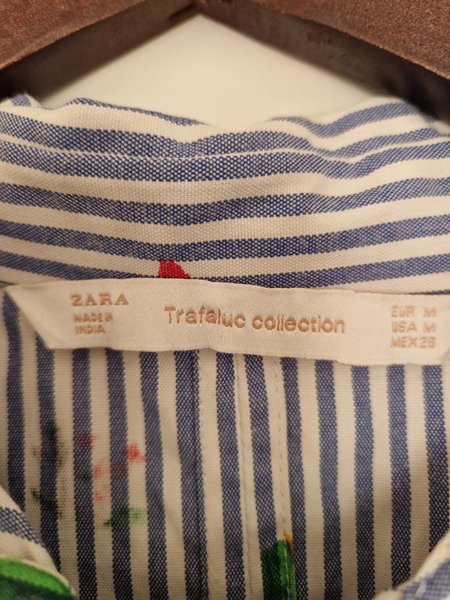 ZARA
MADE IN
INDIA
Trafaluc collection
EUR M
USA M
MEX 28